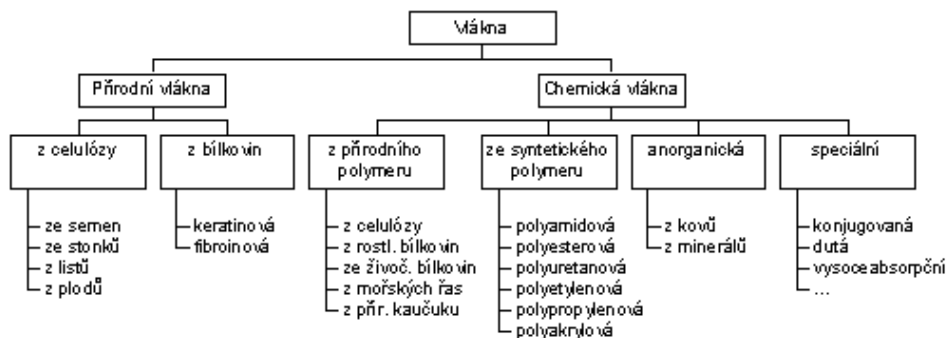 Vlákna
Přírodní vlákna
Chemická vlákna
z celulózy
z bílkovin
z přírodního
polymeru
ze syntetického
polymeru
anorganická
speciální
ze semen
ze stonků
z listů
z plodů
keratinová
fibroinová
z celulózy
z rostl. bílkovin
ze živoč. bílkovin
z mořských řas
z přír. kaučuku
polyamidová
polyesterová
polyuretanová
polyetylenová
polypropylenová
polyakrylová
z kovů
z minerálů
konjugovaná
dutá
vysoceabsorpční
...